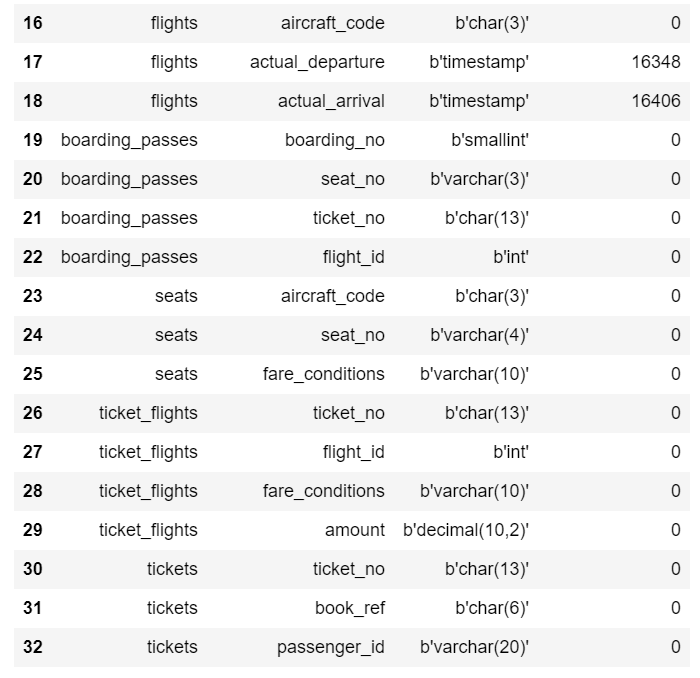 16 flights aircraft_code b'char(3)' 0
17 flights actual_departure b'timestamp' 16348
18 flights actual_arrival b'timestamp' 16406
19 boarding_passes boarding_no b'smallint' 0
20 boarding_passes seat_no b'varchar(3)' 0
21 boarding_passes ticket_no b'char(13)' 0
22 boarding_passes flight_id b'int' 0
23 seats aircraft_code b'char(3)' 0
24 seats seat_no b'varchar(4)' 0
25 seats fare_conditions b'varchar(10)' 0
26 ticket_flights ticket_no b'char(13)' 0
27 ticket_flights flight_id b'int' 0
28 ticket_flights fare_conditions b'varchar(10)' 0
29 ticket_flights amount b'decimal(10,2)' 0
30 tickets ticket_no b'char(13)' 0
31 tickets book_ref b'char(6)' 0
32 tickets passenger_id b'varchar(20)' 0